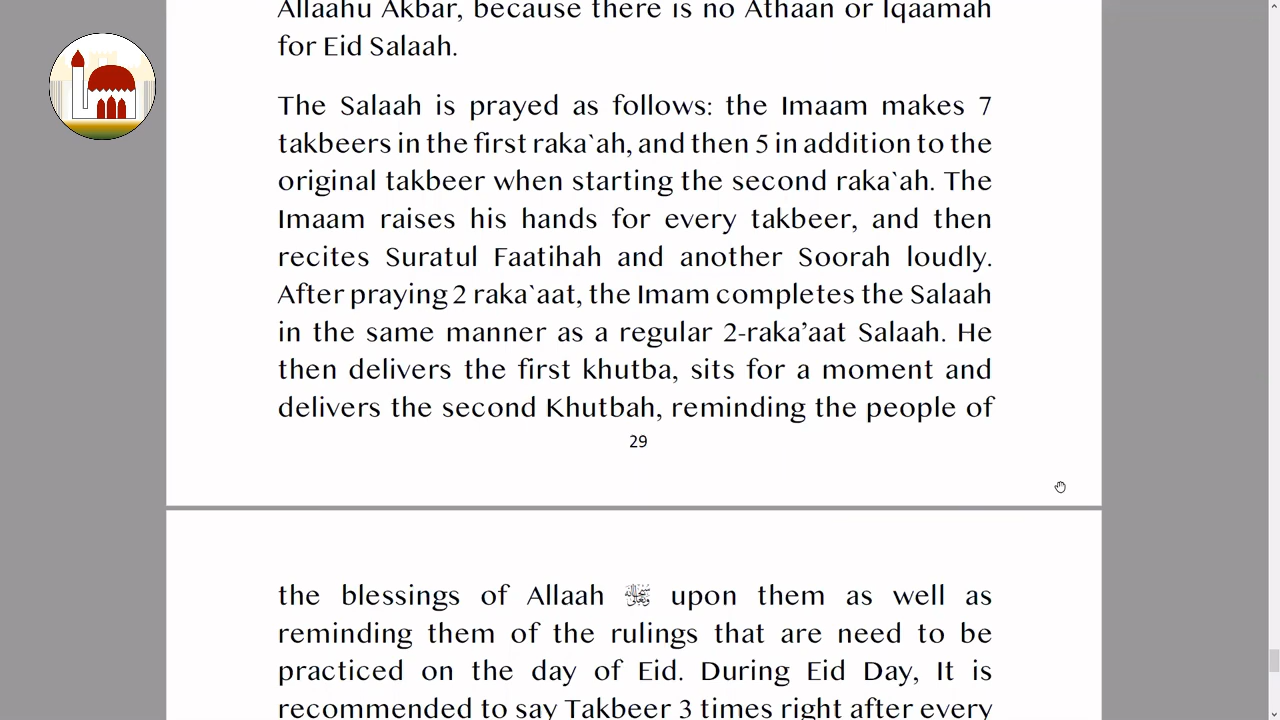 Allaahu Akbar, because there is no Athaan or Iqaamah
for Eid Salaah.
The Salaah is prayed as follows: the Imaam makes 7
takbeers in the first raka`ah, and then 5 in addition to the
original takbeer when starting the second raka`ah. The
Imaam raises his hands for every takbeer, and then
recites Suratul Faatihah and another Soorah loudly.
After praying 2 raka`aat, the Imam completes the Salaah
in the same manner as a regular 2-raka’aat Salaah. He
then delivers the first khutba, sits for a moment and
delivers the second Khutbah, reminding the people of
29
the blessings of Allaah upon them as well as
reminding them of the rulings that are need to be
practiced on the day of Eid. During Eid Day, It is
recommended to say Takbeer 3 times right after every